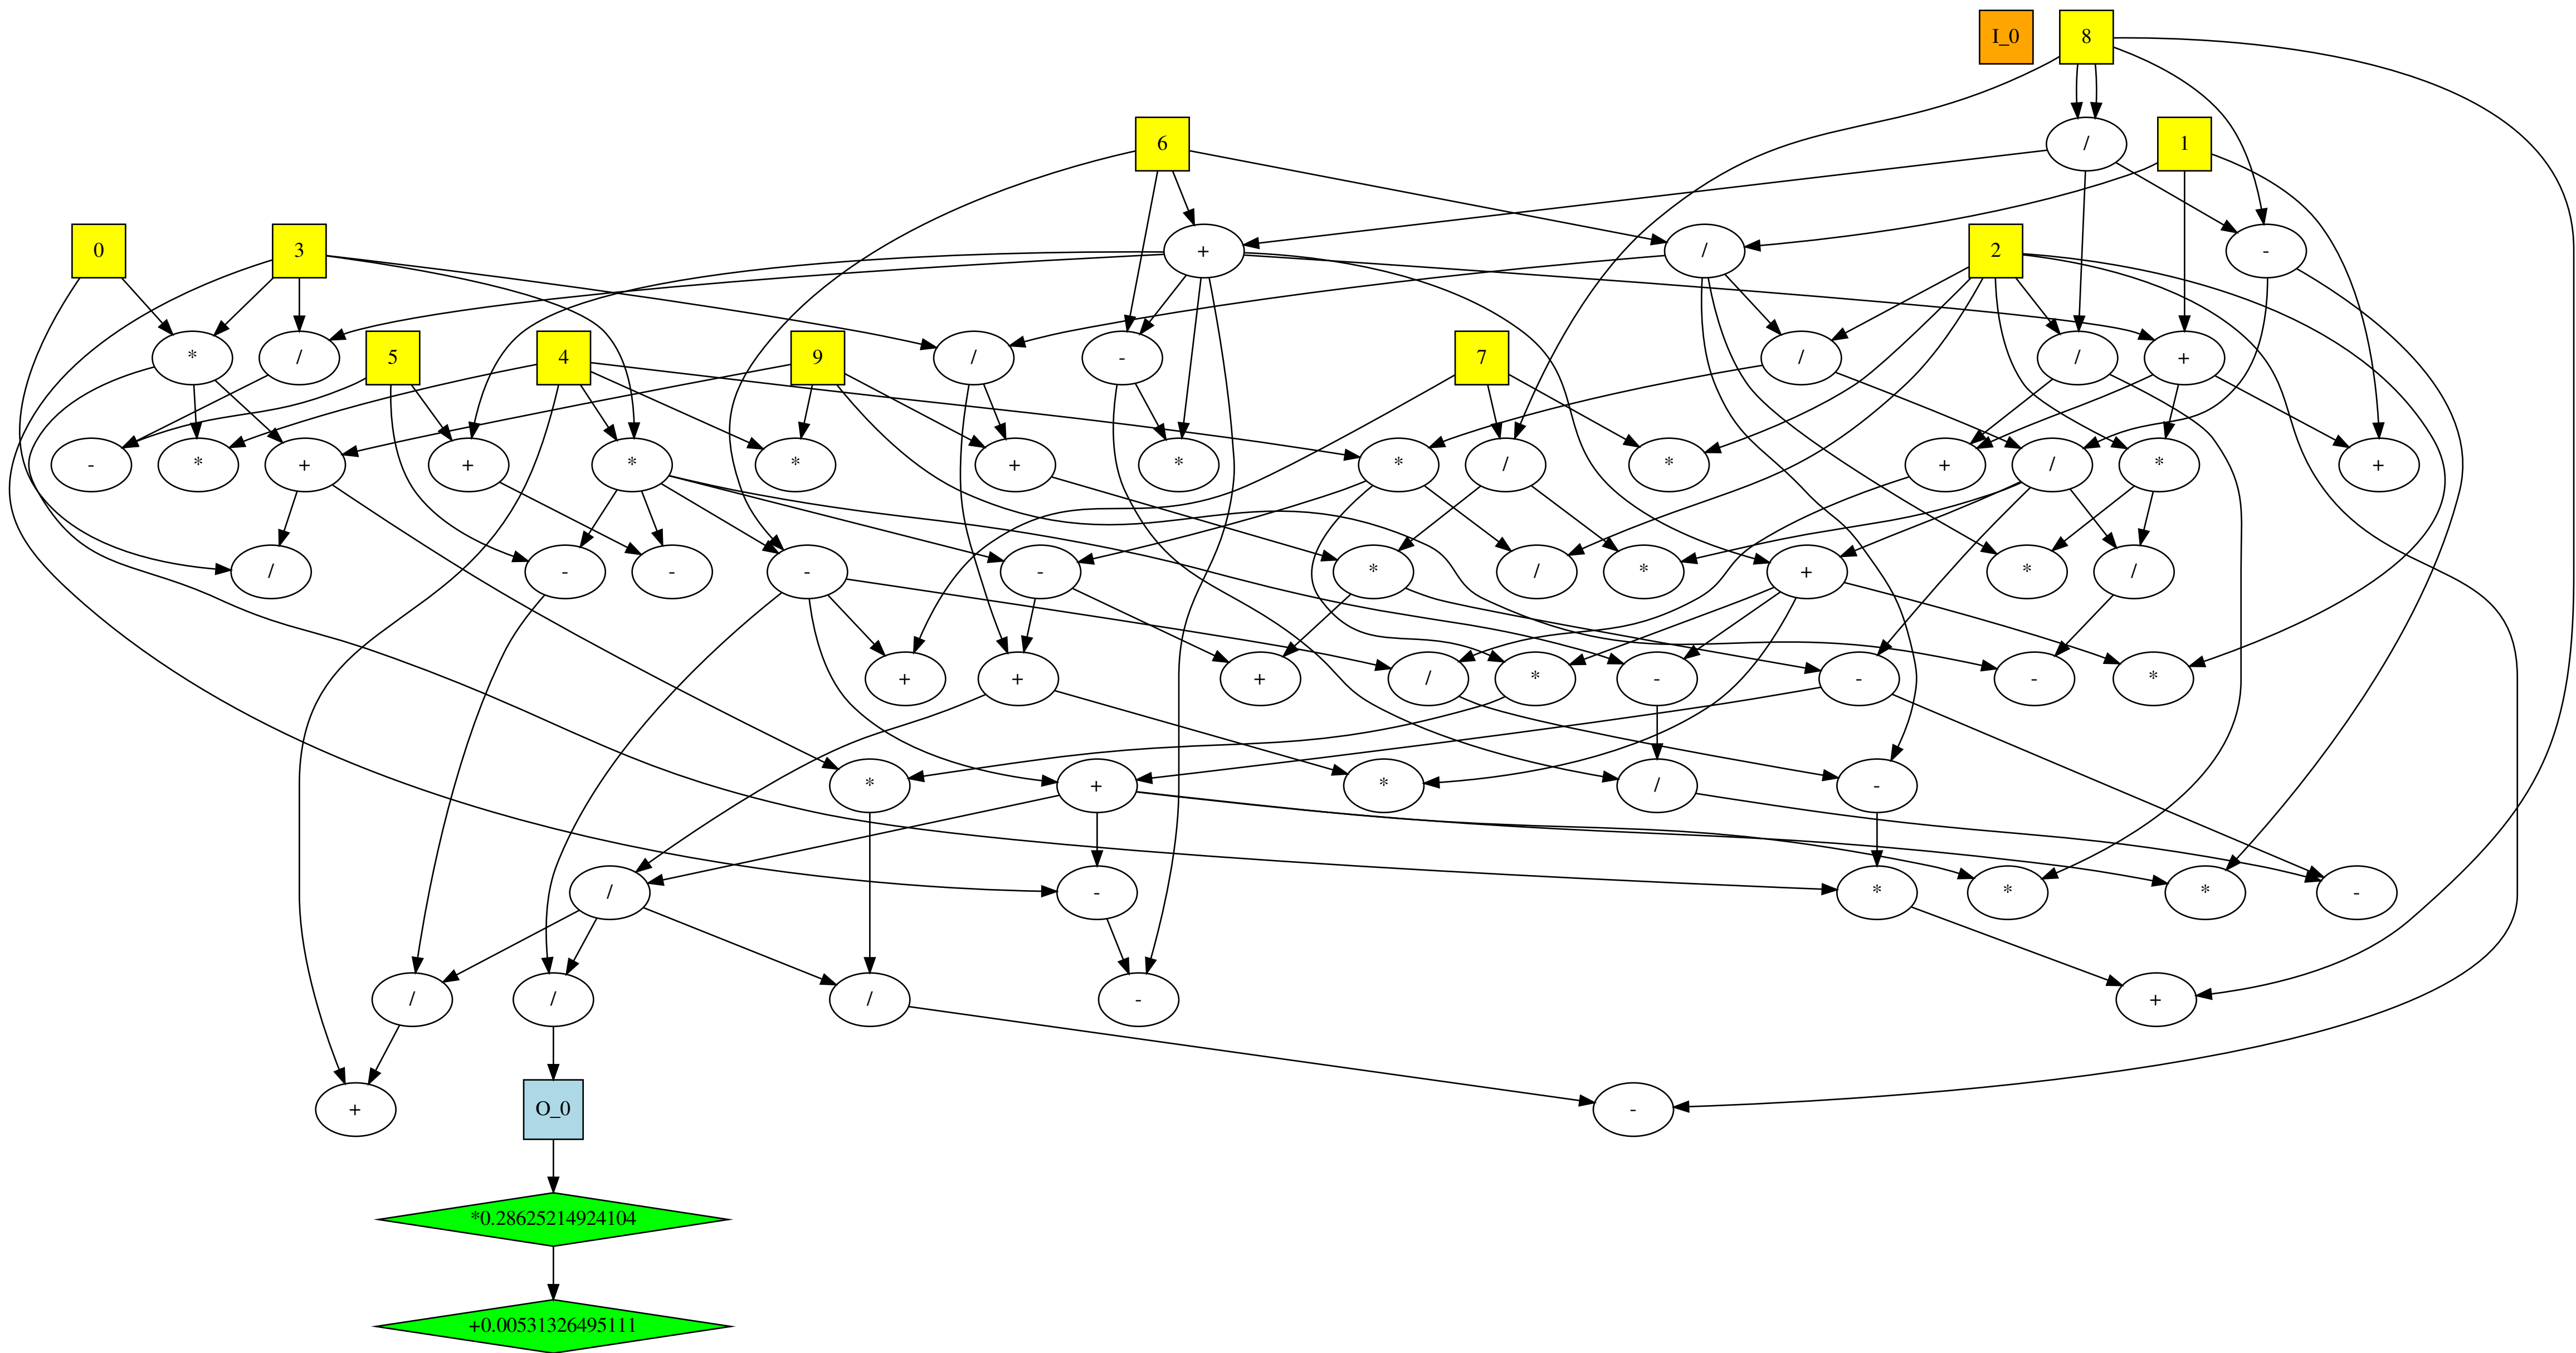 I_0 8
6 / 1
0 3 + / 2 -
* / 5 4 9 / - 7 / / +
- * + + * * + * * / * + / * +
/ - - - - * / * + * /
+ + + / * - - - *
* + * / -
/ - * * * -
/ / / - +
+ O_0 -
*0.28625214924104
+0.00531326495111